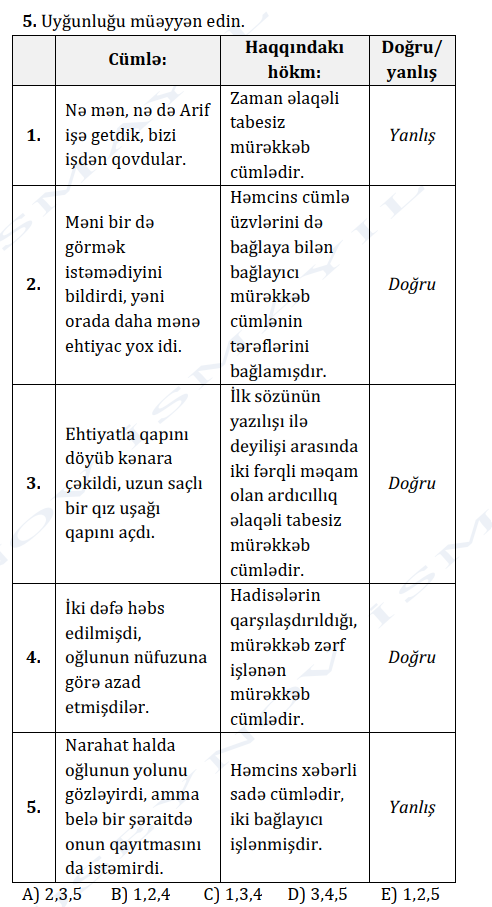 5. Uyğunluğu müəyyən edin.
Cümlə:
Haqqındakı
hökm:
Doğru/
yanlış
1.
Nə mən, nə də Arif
işə getdik, bizi
işdən qovdular.
Zaman əlaqəli
tabesiz
mürəkkəb
cümlədir.
Yanlış
2.
Məni bir də
görmək
istəmədiyini
bildirdi, yəni
orada daha mənə
ehtiyac yox idi.
Həmcins cümlə
üzvlərini də
bağlaya bilən
bağlayıcı
mürəkkəb
cümlənin
tərəflərini
bağlamışdır.
Doğru
3.
Ehtiyatla qapını
döyüb kənara
çəkildi, uzun saçlı
bir qız uşağı
qapını açdı.
İlk sözünün
yazılışı ilə
deyilişi arasında
iki fərqli məqam
olan ardıcıllıq
əlaqəli tabesiz
mürəkkəb
cümlədir.
Doğru
4.
İki dəfə həbs
edilmişdi,
oğlunun nüfuzuna
görə azad
etmişdilər.
Hadisələrin
qarşılaşdırıldığı,
mürəkkəb zərf
işlənən
mürəkkəb
cümlədir.
Doğru
5.
Narahat halda
oğlunun yolunu
gözləyirdi, amma
belə bir şəraitdə
onun qayıtmasını
da istəmirdi.
Həmcins xəbərli
sadə cümlədir,
iki bağlayıcı
işlənmişdir.
Yanlış
A) 2,3,5 B) 1,2,4 C) 1,3,4 D) 3,4,5 E) 1,2,5